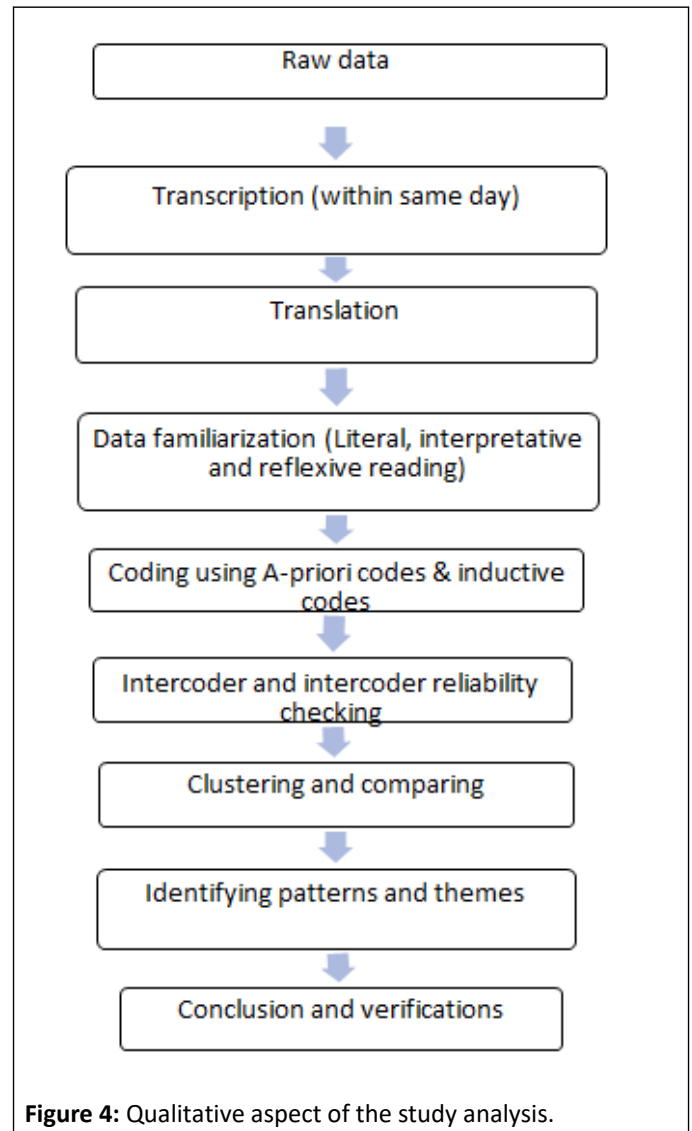 Raw data
Transcription (within same day)
Translation
Data familiarization (Literal, interpretative
and reflexive reading)
Coding using A-priori codes & inductive
codes
Intercoder and intercoder reliability
checking
Clustering and comparing
Identifying patterns and themes
Conclusion and verifications
Figure 4: Qualitative aspect of the study analysis.